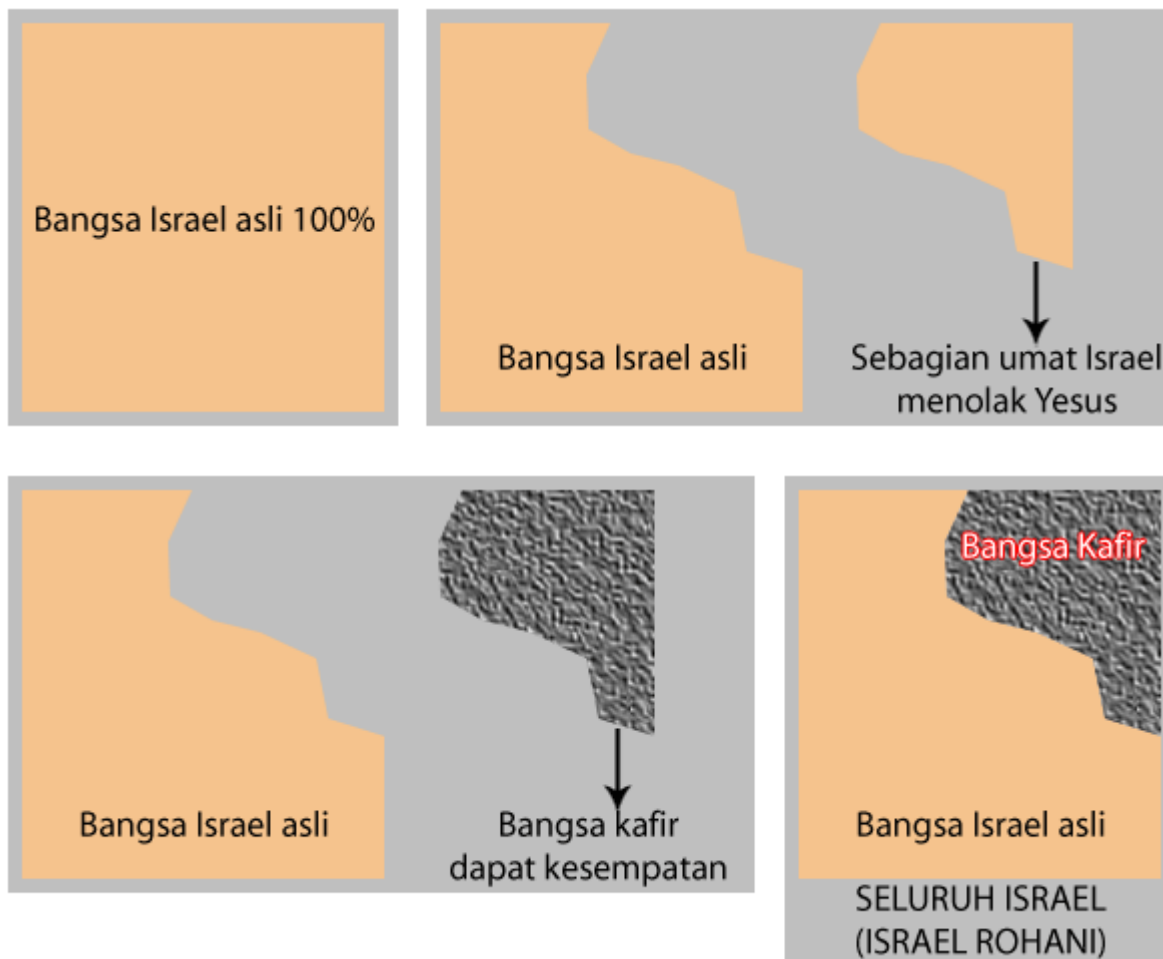 Bangsa Israel asli 100%
Bangsa Israel asli
Sebagian umat Israel
menolak Yesus
Bangsa Israel asli
Bangsa kafir
dapat kesempatan
Bangsa Kafir
Bangsa Israel asli
SELURUH ISRAEL
(ISRAEL ROHANI)